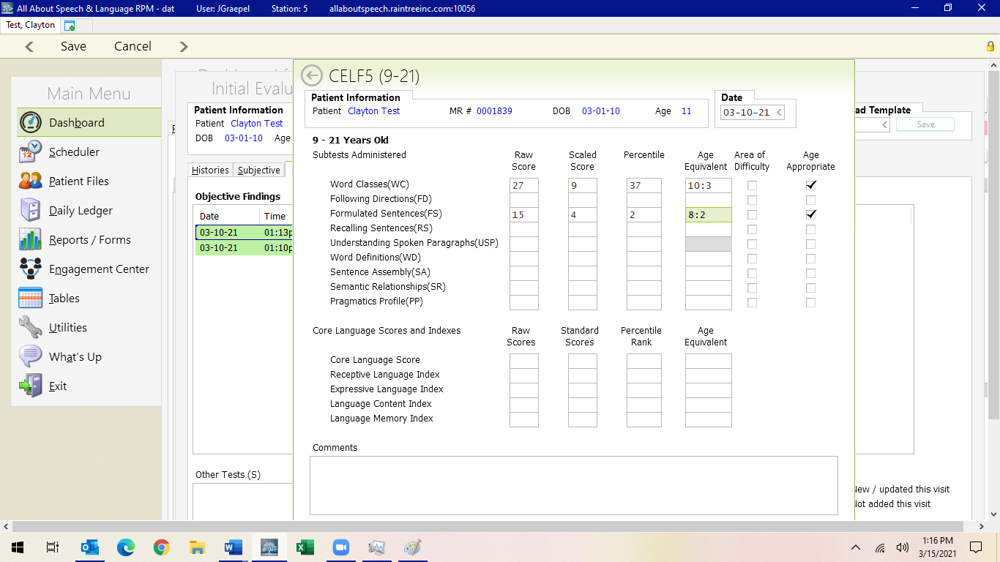 All About Speech & Language RPM - dat User: JGraepel Station: 5 allaboutspeech.raintreeinc.com:10056
Test, Clayton
Save Cancel
Main Menu
Dashboard
Scheduler
Patient Files
Daily Ledger
Reports / Forms
Engagement Center
Tables
Utilities
What's Up
Exit
Initial Evalu
Patient Information
Patient Clayton Test
DOB 03-01-10 Age
Histories Subjective
Objective Findings
Date Time
03-10-21 01:13p
03-10-21 01:10p
Other Tests (S)
CELF5 (9-21)
Patient Information
Patient Clayton Test MR # 0001839 DOB 03-01-10 Age 11
Date
03-10-21
9 - 21 Years Old
Subtests Administered Raw Score Scaled Score Percentile Age Equivalent Area of Difficulty Age Appropriate
Word Classes(WC) 27 9 37 10:3
Following Directions(FD)
Formulated Sentences(FS) 15 4 2 8:2
Recalling Sentences(RS)
Understanding Spoken Paragraphs(USP)
Word Definitions(WD)
Sentence Assembly(SA)
Semantic Relationships(SR)
Pragmatics Profile(PP)
Core Language Scores and Indexes Raw Scores Standard Scores Percentile Rank Age Equivalent
Core Language Score
Receptive Language Index
Expressive Language Index
Language Content Index
Language Memory Index
Comments
ad Template
Save
New / updated this visit
Not added this visit
1:16 PM
3/15/2021